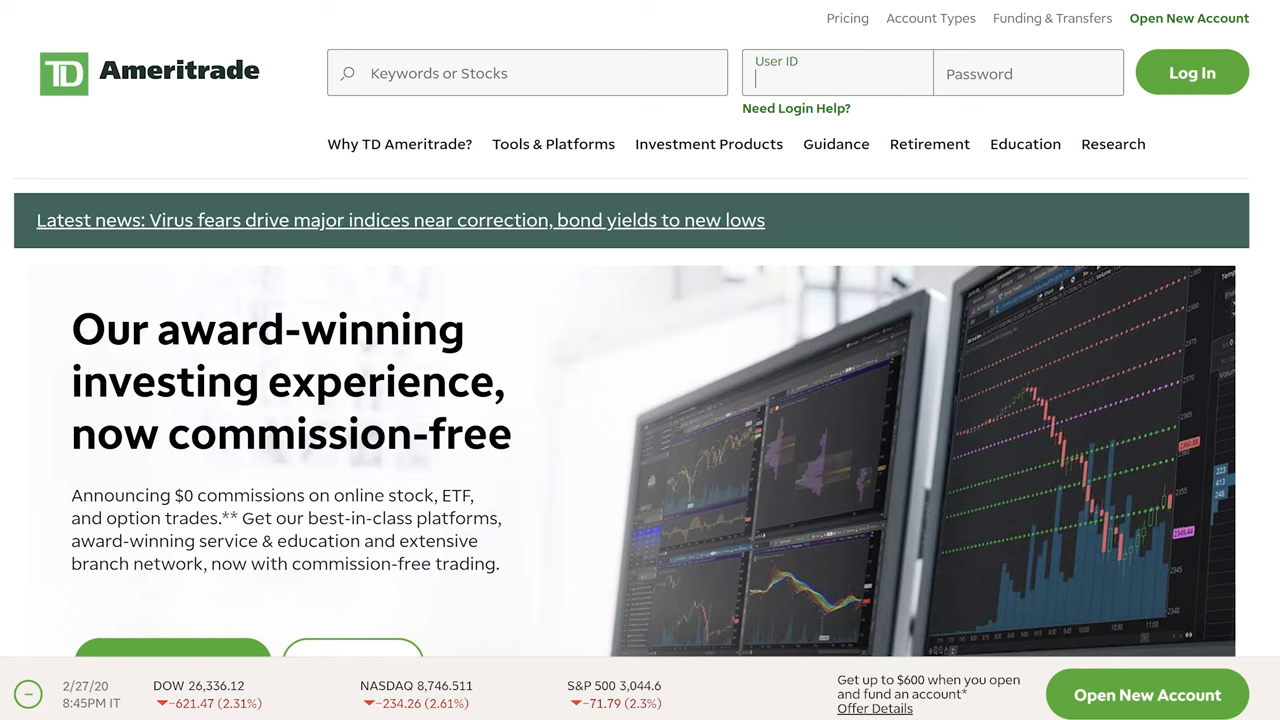 Pricing Account Types Funding & Transfers Open New Account
TD Ameritrade
Keywords or Stocks
User ID
Password
Log In
Need Login Help?
Why TD Ameritrade? Tools & Platforms Investment Products Guidance Retirement Education Research
Latest news: Virus fears drive major indices near correction, bond yields to new lows
Our award-winning
investing experience,
now commission-free
Announcing $0 commissions on online stock, ETF,
and option trades.** Get our best-in-class platforms,
award-winning service & education and extensive
branch network, now with commission-free trading.
2/27/20
8:45PM IT
DOW 26,336.12
-621.47 (2.31%)
NASDAQ 8,746.511
-234.26 (2.61%)
S&P 500 3,044.6
-71.79 (2.3%)
Get up to $600 when you open
and fund an account*
Offer Details
Open New Account